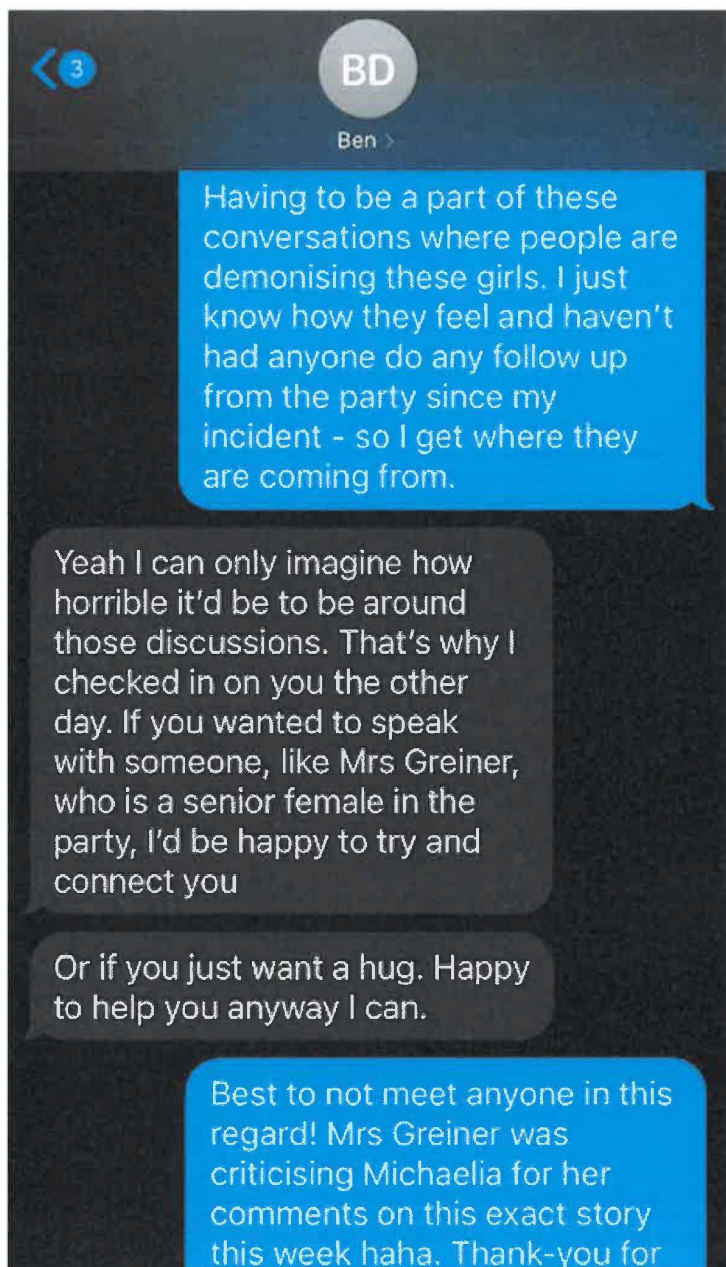 3
BD
Ben >
Having to be a part of these
conversations where people are
demonising these girls. I just
know how they feel and haven't
had anyone do any follow up
from the party since my
incident - so I get where they
are coming from.
Yeah I can only imagine how
horrible it'd be to be around
those discussions. That's why I
checked in on you the other
day. If you wanted to speak
with someone, like Mrs Greiner,
who is a senior female in the
party, I'd be happy to try and
connect you
Or if you just want a hug. Happy
to help you anyway I can.
Best to not meet anyone in this
regard! Mrs Greiner was
criticising Michaelia for her
comments on this exact story
this week haha. Thank-you for